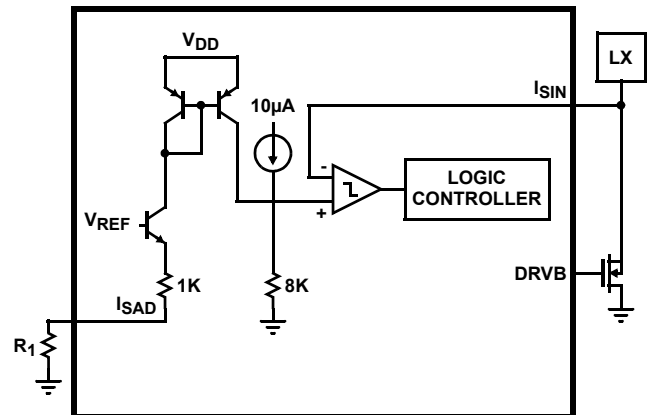 VDD
LX
ISIN
10µA
-
+
LOGIC
CONTROLLER
VREF
DRVB
1K
8K
ISAD
R1